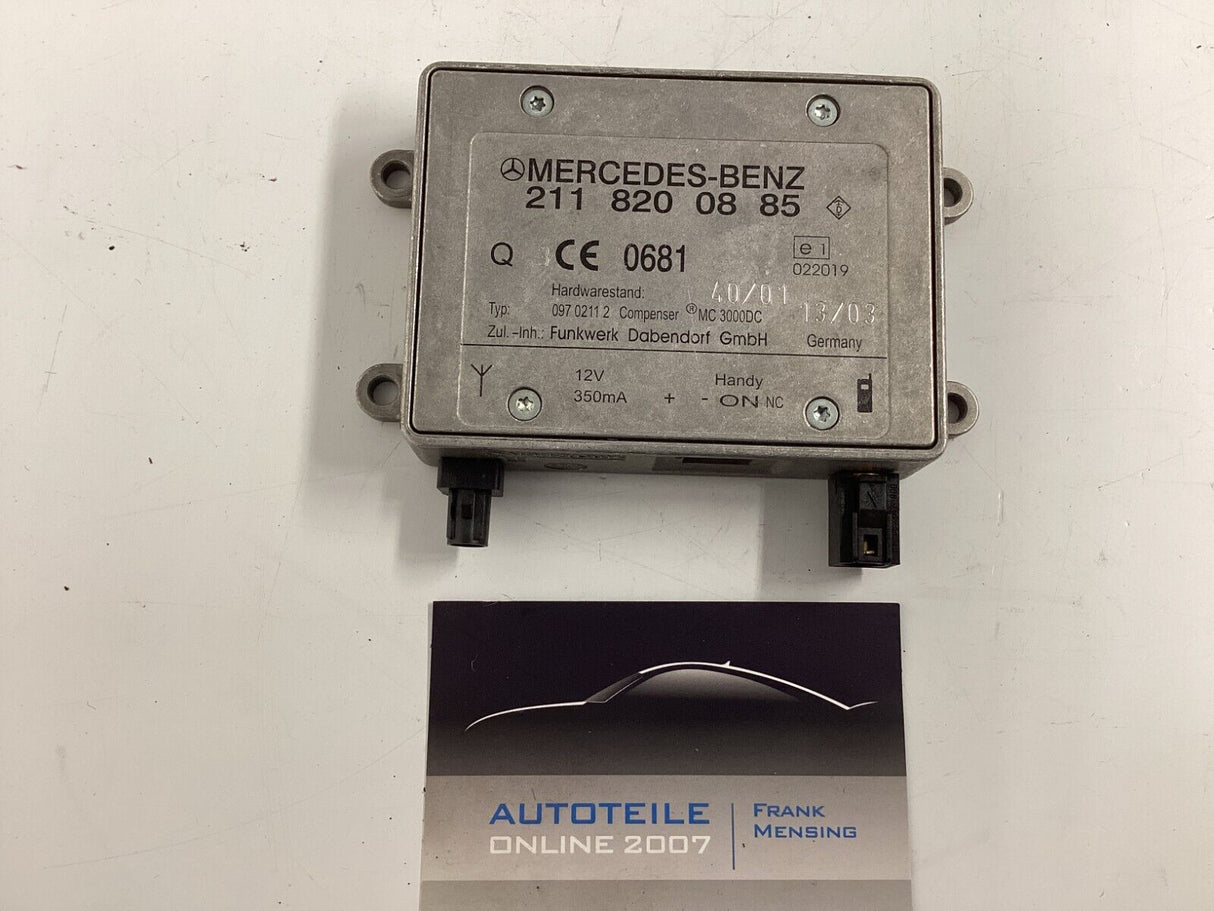 MERCEDES-BENZ
211 820 08 85
Q CE 0681 e1
022019
Hardwarestand: 40/01
Typ: 097 0211 2 Compenser ® MC 3000DC 13/03
Zul.-Inh.: Funkwerk Dabendorf GmbH Germany
12V Handy
350mA + - ON NC
AUTOTEILE
ONLINE 2007
FRANK
MENSING